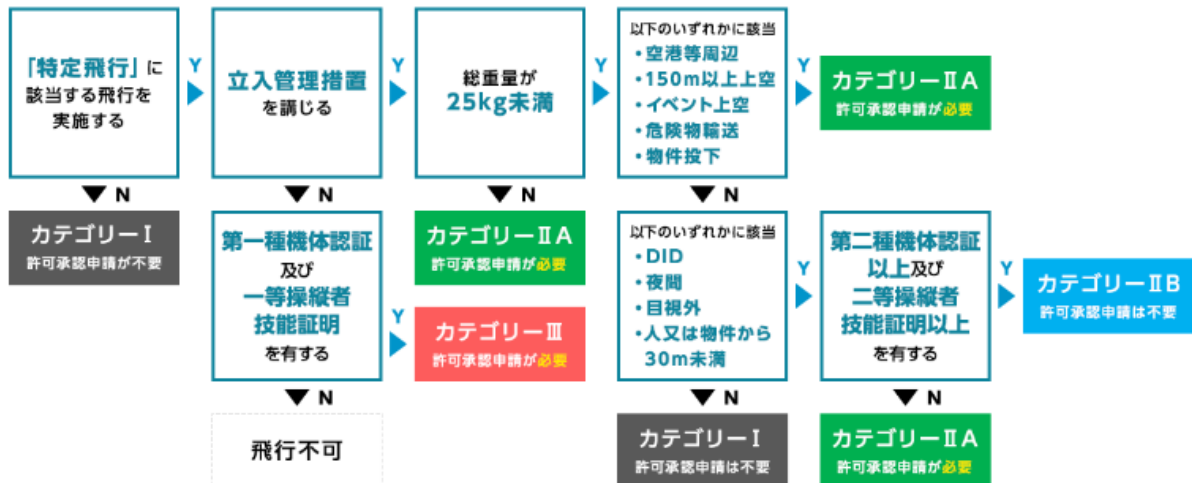 「特定飛行」に
該当する飛行を
実施する
Y
立入管理措置
を講じる
Y
総重量が
25kg未満
Y
以下のいずれかに該当
・空港等周辺
・150m以上上空
・イベント上空
・危険物輸送
・物件投下
Y
カテゴリーⅡA
許可承認申請が必要
N
N
N
N
カテゴリーⅠ
許可承認申請が不要
第一種機体認証
及び
一等操縦者
技能証明
を有する
Y
カテゴリーⅡA
許可承認申請が必要
カテゴリーⅢ
許可承認申請が必要
以下のいずれかに該当
・DID
・夜間
・目視外
・人又は物件から
30m未満
Y
第二種機体認証
以上及び
二等操縦者
技能証明以上
を有する
Y
カテゴリーⅡB
許可承認申請は不要
N
N
N
飛行不可
カテゴリーⅠ
許可承認申請は不要
カテゴリーⅡA
許可承認申請が必要